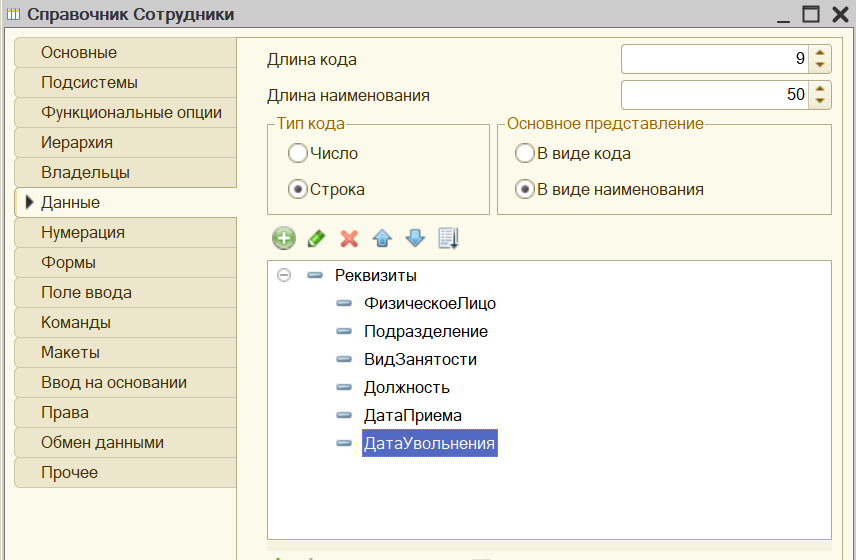 Справочник Сотрудники
Основные
Подсистемы
Функциональные опции
Иерархия
Владельцы
Данные
Нумерация
Формы
Поле ввода
Команды
Макеты
Ввод на основании
Права
Обмен данными
Прочее
Длина кода 9
Длина наименования 50
Тип кода
Число
Строка
Основное представление
В виде кода
В виде наименования
Реквизиты
ФизическоеЛицо
Подразделение
ВидЗанятости
Должность
ДатаПриема
ДатаУвольнения